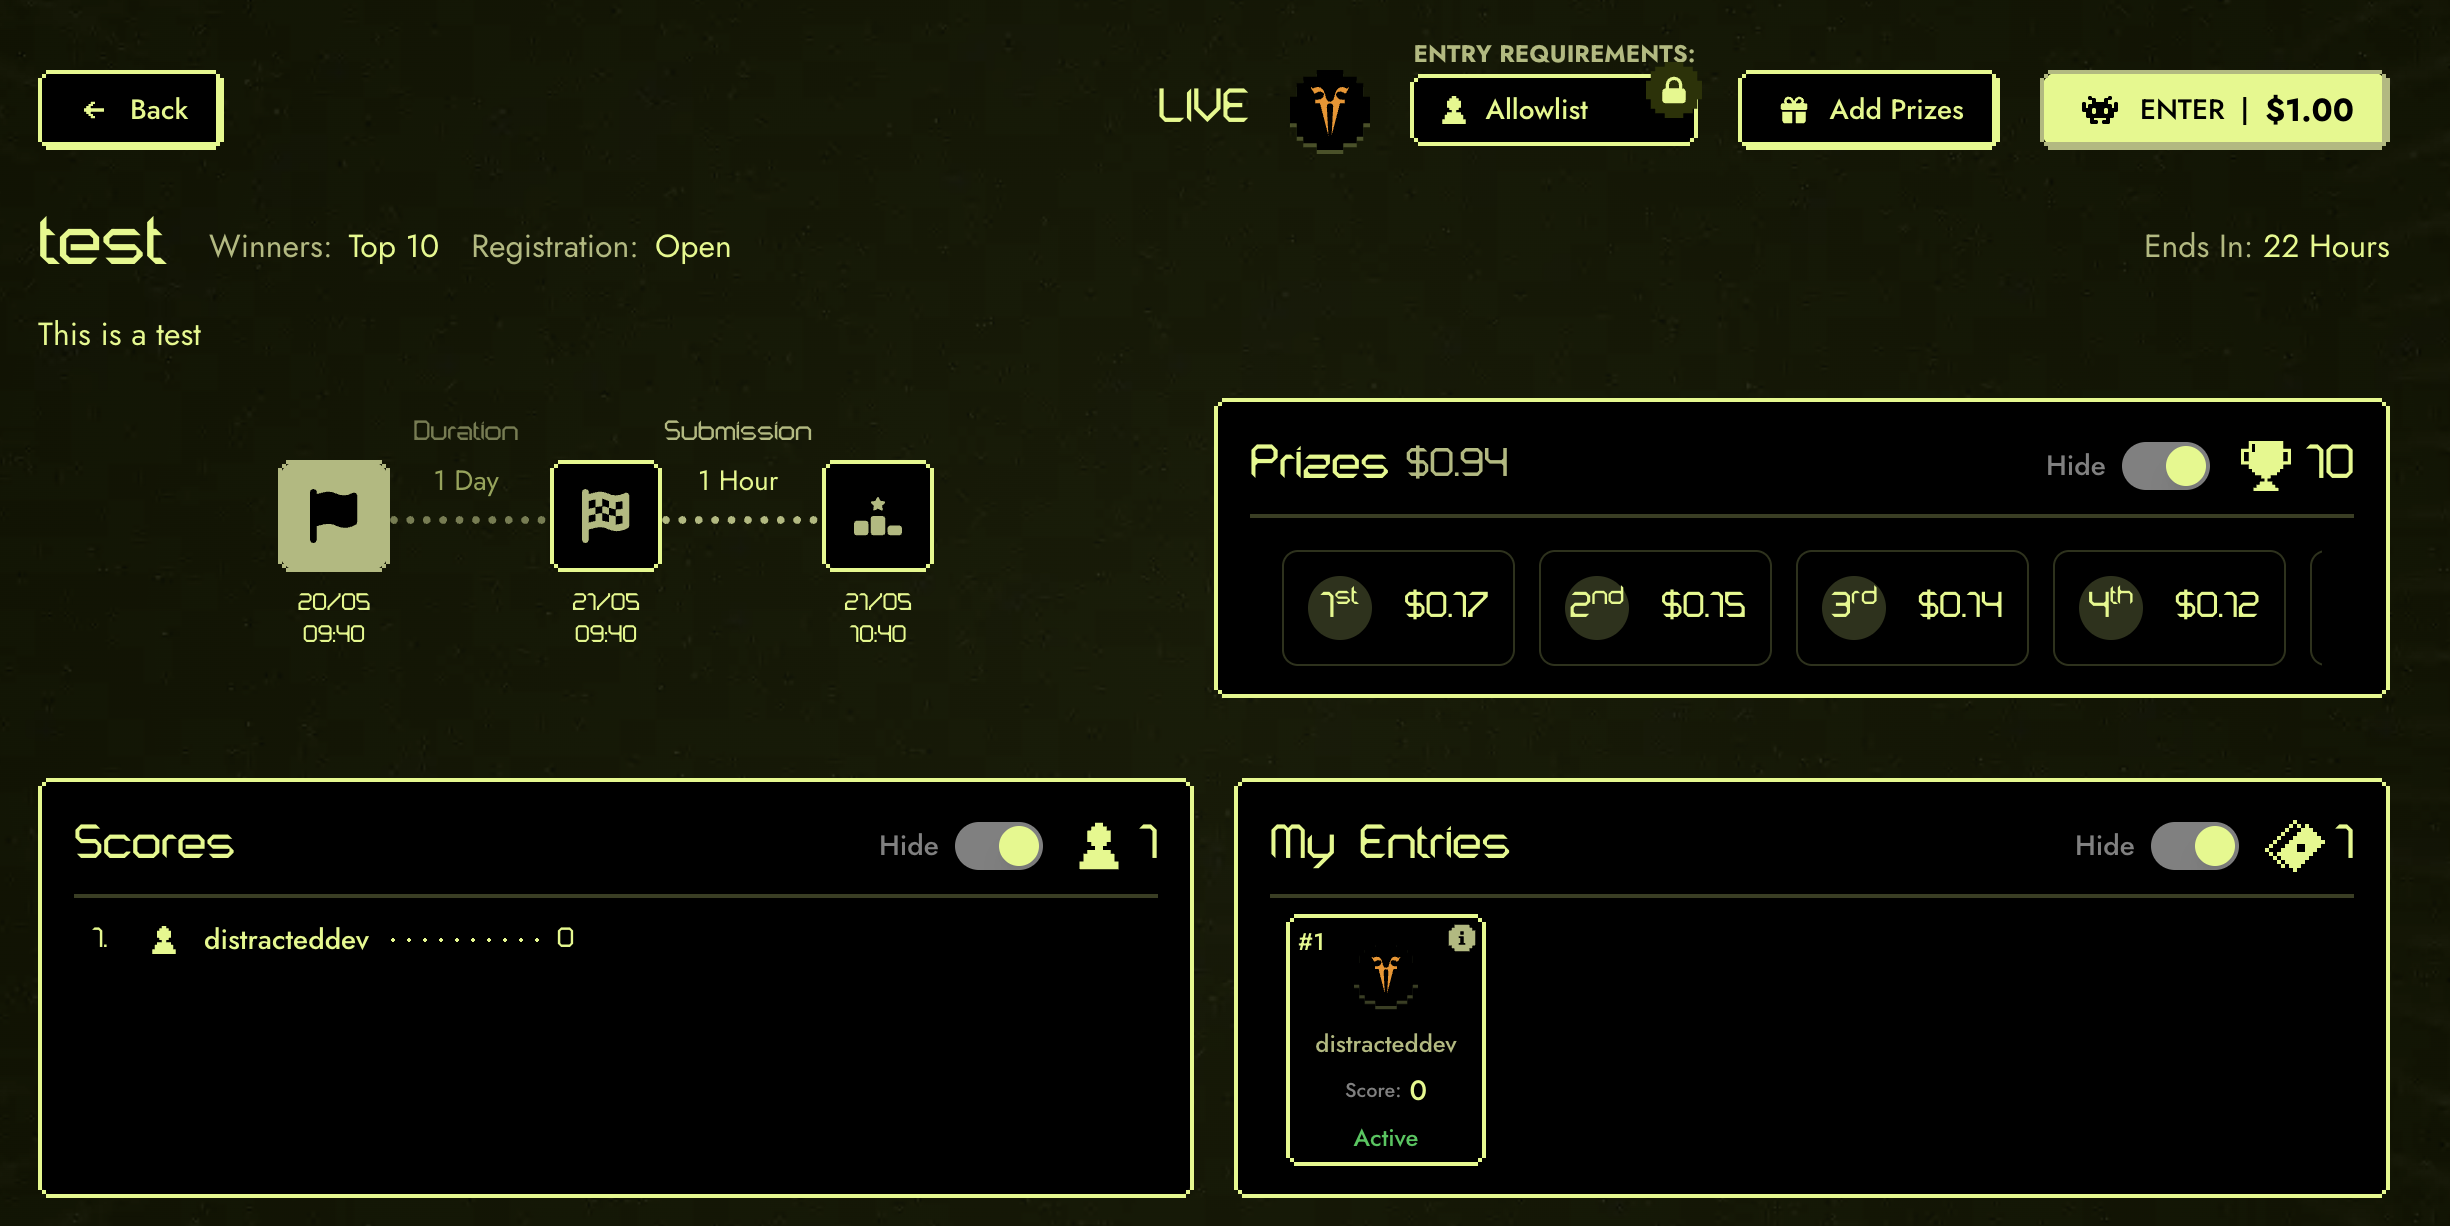 ENTRY REQUIREMENTS:
Back
LIVE
Allowlist
Add Prizes
ENTER | $1.00
test
Winners: Top 10
Registration: Open
Ends In: 22 Hours
This is a test
Duration
1 Day
Submission
1 Hour
20/05
09:40
21/05
09:40
21/05
10:40
Prizes $0.94
Hide
10
1st $0.17
2nd $0.15
3rd $0.14
4th $0.12
Scores
Hide
1
1. distracteddev .......... 0
My Entries
Hide
1
#1
distracteddev
Score: 0
Active